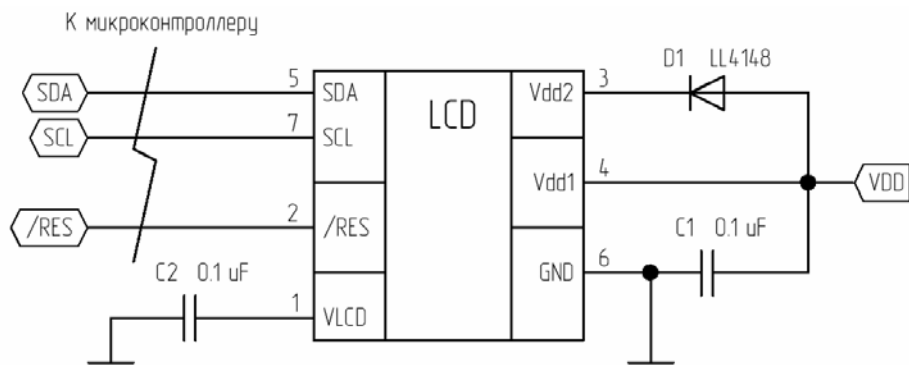 К микроконтроллеру
D1 LL4148
SDA
5
SDA
LCD
Vdd2
3
SCL
7
SCL
Vdd1
4
VDD
/RES
2
/RES
C1 0.1 uF
C2 0.1 uF
GND
6
1
VLCD